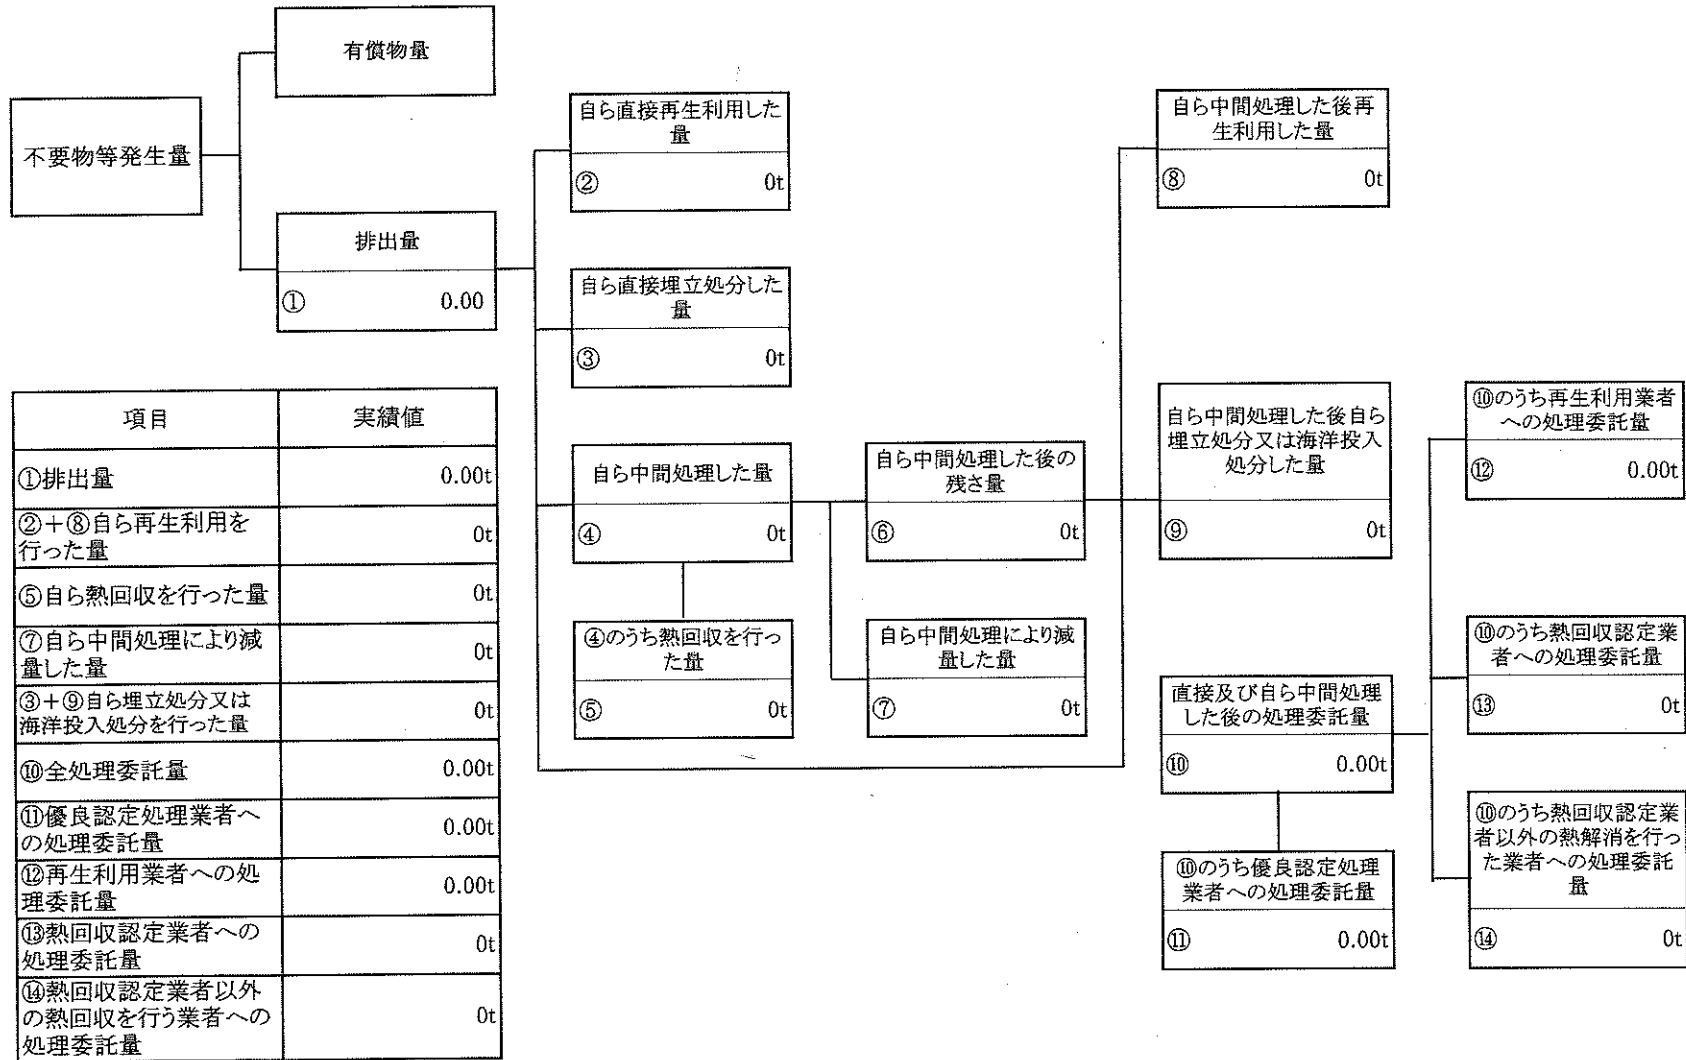 有償物量
不要物等発生量
排出量
① 0.00
自ら直接再生利用した
量
② 0t
自ら直接埋立処分した
量
③ 0t
自ら中間処理した量
④ 0t
④のうち熱回収を行っ
た量
⑤ 0t
自ら中間処理した後の
残さ量
⑥ 0t
自ら中間処理により減
量した量
⑦ 0t
自ら中間処理した後再
生利用した量
⑧ 0t
自ら中間処理した後自ら
埋立処分又は海洋投入
処分した量
⑨ 0t
直接及び自ら中間処理
した後の処理委託量
⑩ 0.00t
⑩のうち優良認定処理
業者への処理委託量
⑪ 0.00t
⑩のうち再生利用業者
への処理委託量
⑫ 0.00t
⑩のうち熱回収認定業
者への処理委託量
⑬ 0t
⑩のうち熱回収認定業
者以外の熱解消を行っ
た業者への処理委託
量
⑭ 0t
項目 実績値
①排出量 0.00t
②+⑧自ら再生利用を
行った量 0t
⑤自ら熱回収を行った量 0t
⑦自ら中間処理により減
量した量 0t
③+⑨自ら埋立処分又は
海洋投入処分を行った量 0t
⑩全処理委託量 0.00t
⑪優良認定処理業者へ
の処理委託量 0.00t
⑫再生利用業者への処
理委託量 0.00t
⑬熱回収認定業者への
処理委託量 0t
⑭熱回収認定業者以外
の熱回収を行う業者への
処理委託量 0t